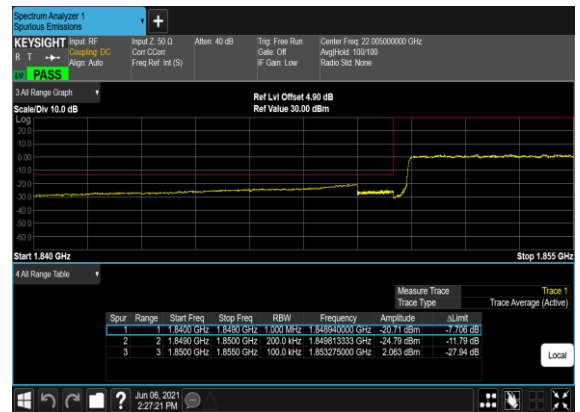 Spectrum Analyzer 1
Spurious Emissions
KEYSIGHT Input: RF Input Z: 50 Ω Atten: 40 dB Trig: Free Run Center Freq: 22.005000000 GHz
R T Coupling: DC Corr CCorr Gate: Off Avg|Hold: 100/100
Align: Auto Freq Ref: Int (S) IF Gain: Low Radio Std: None
PASS
3 All Range Graph
Ref Lvl Offset 4.90 dB
Scale/Div 10.0 dB Ref Value 30.00 dBm
Log
20.0
10.0
0.00
-10.0
-20.0
-30.0
-40.0
-50.0
-60.0
Start 1.840 GHz Stop 1.855 GHz
4 All Range Table
Measure Trace Trace 1
Trace Type Trace Average (Active)
Spur Range Start Freq Stop Freq RBW Frequency Amplitude ΔLimit
1 1 1.8400 GHz 1.8490 GHz 1.000 MHz 1.848940000 GHz -20.71 dBm -7.706 dB
2 2 1.8490 GHz 1.8500 GHz 200.0 kHz 1.849813333 GHz -24.79 dBm -11.79 dB
3 3 1.8500 GHz 1.8550 GHz 100.0 kHz 1.853275000 GHz 2.063 dBm -27.94 dB
Local
?
Jun 06, 2021
2:27:21 PM